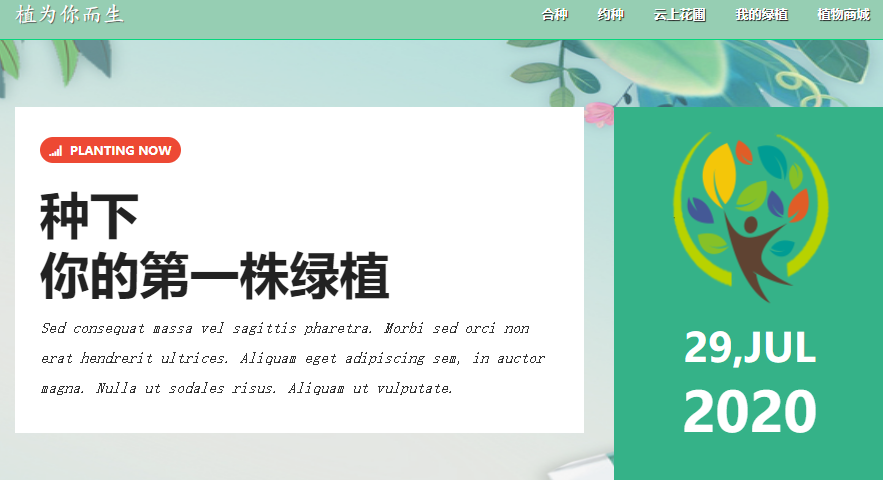 植为你而生
合种 约种 云上花圃 我的绿植 植物商城
PLANTING NOW
种下
你的第一株绿植
Sed consequat massa vel sagittis pharetra. Morbi sed orci non
erat hendrerit ultrices. Aliquam eget adipiscing sem, in auctor
magna. Nulla ut sodales risus. Aliquam ut vulputate.
29,JUL
2020